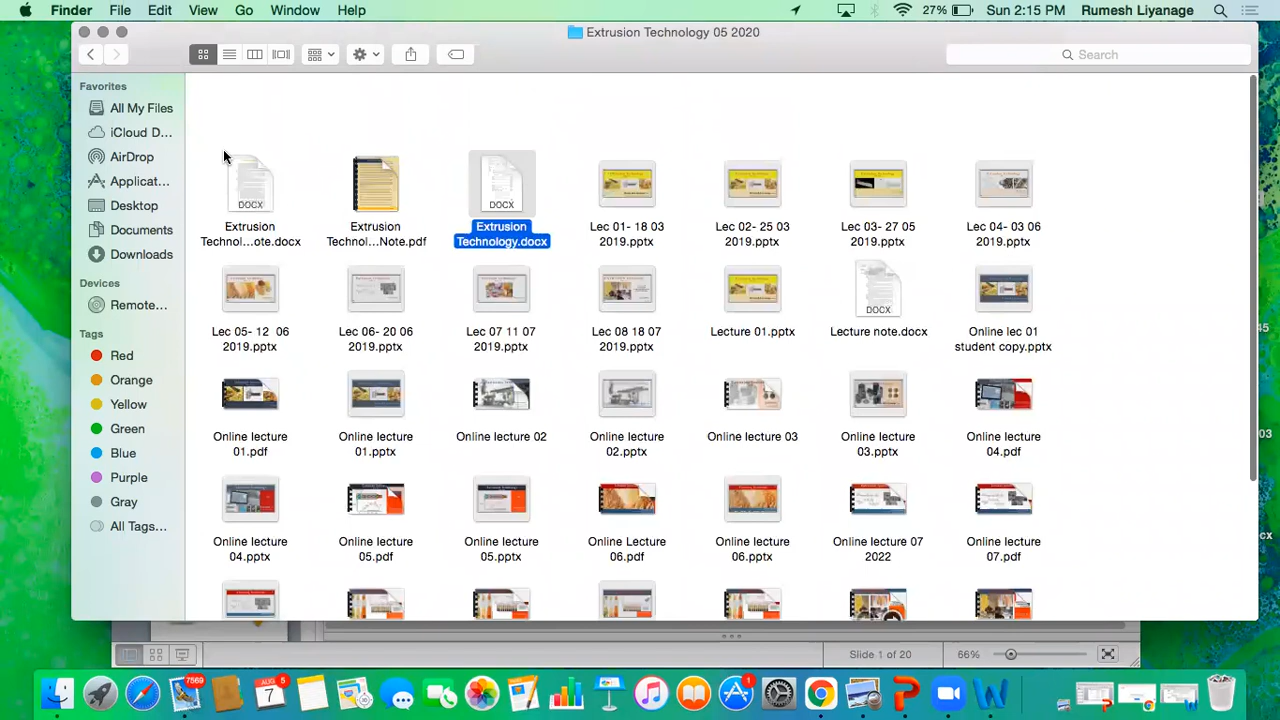 Finder File Edit View Go Window Help 27% Sun 2:15 PM Rumesh Liyanage
Extrusion Technology 05 2020
Search
Favorites
All My Files
iCloud D...
AirDrop
Applicat...
Desktop
Documents
Downloads
Devices
Remote...
Tags
Red
Orange
Yellow
Green
Blue
Purple
Gray
All Tags...
DOCX
DOCX
Extrusion Extrusion Extrusion Lec 01- 18 03 Lec 02- 25 03 Lec 03- 27 05 Lec 04- 03 06
Technol...ote.docx Technol...Note.pdf Technology.docx 2019.pptx 2019.pptx 2019.pptx 2019.pptx
DOCX
Lec 05- 12 06 Lec 06- 20 06 Lec 07 11 07 Lec 08 18 07 Lecture 01.pptx Lecture note.docx Online lec 01
2019.pptx 2019.pptx 2019.pptx 2019.pptx student copy.pptx
Online lecture Online lecture Online lecture 02 Online lecture Online lecture 03 Online lecture Online lecture
01.pdf 01.pptx 02.pptx 03.pptx 04.pdf
Online lecture Online lecture Online lecture Online Lecture Online lecture Online lecture 07 Online lecture
04.pptx 05.pdf 05.pptx 06.pdf 06.pptx 2022 07.pdf
Slide 1 of 20 66%
7569
AUG
7
5
1